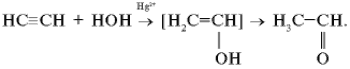 HC≡CH + HOH →Hg²⁺ [H₂C=CH] → H₃C–CH.
OH O